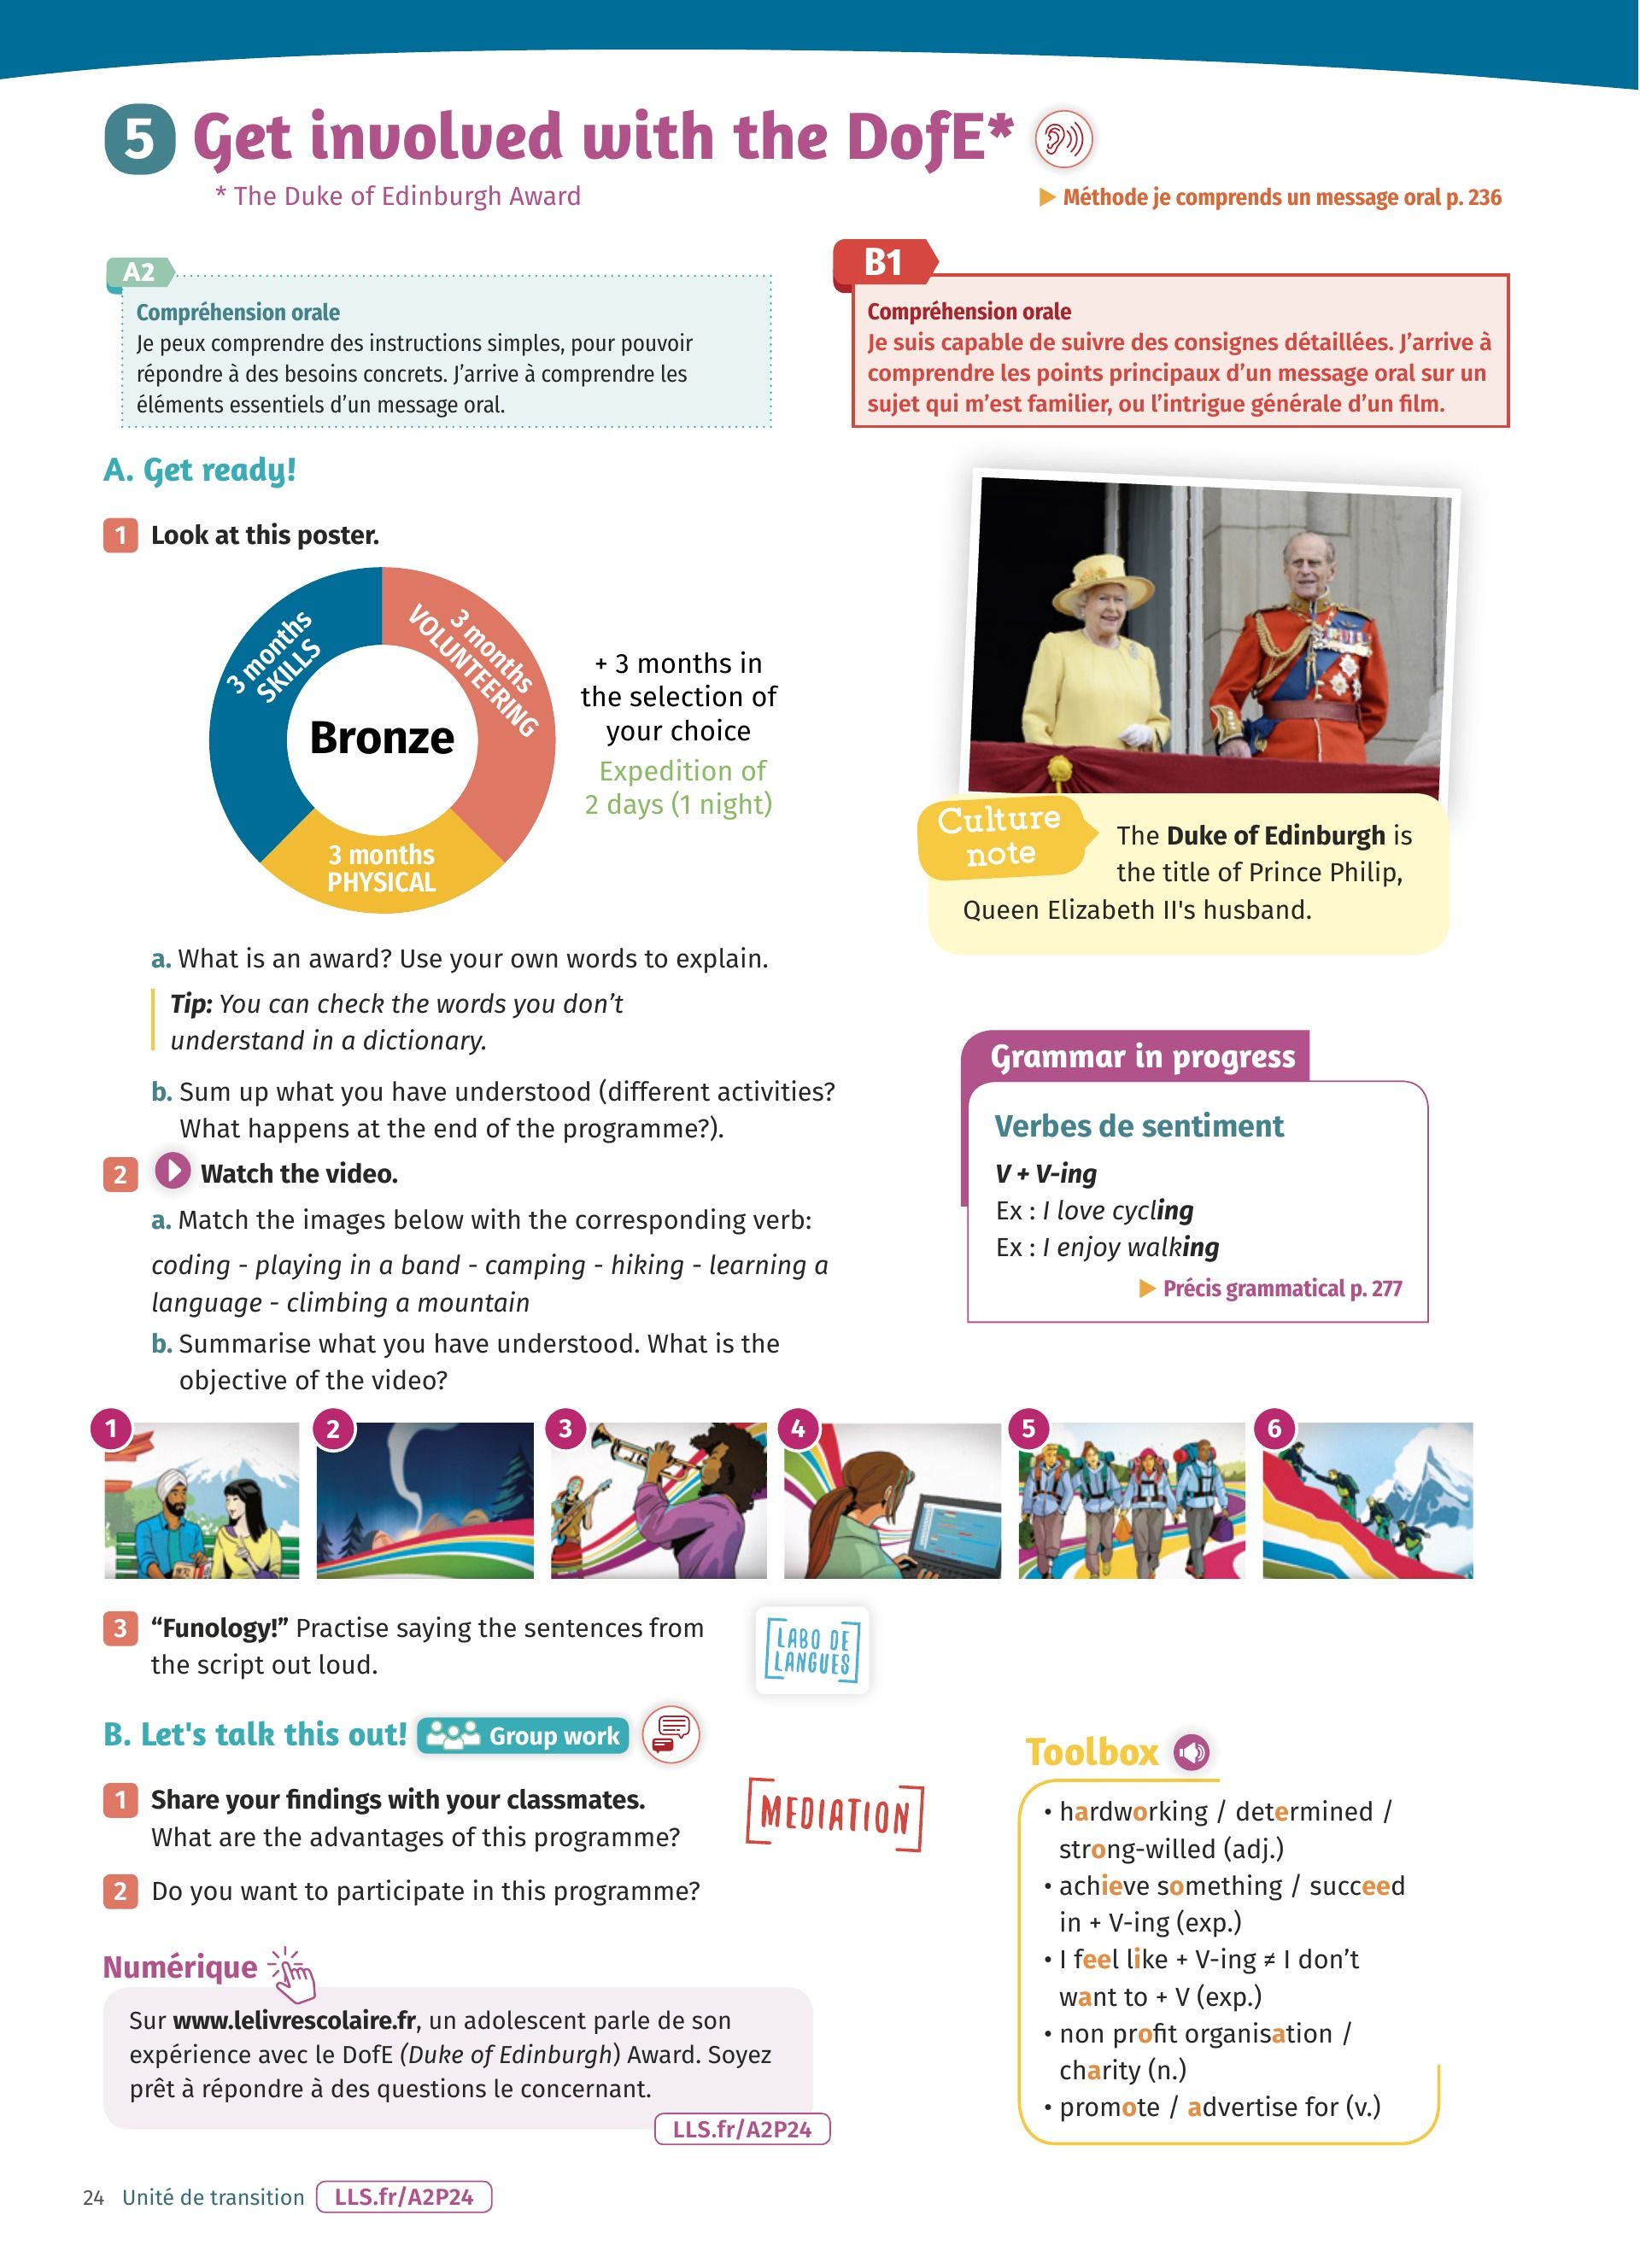 5 Get involved with the DofE*
* The Duke of Edinburgh Award
Méthode je comprends un message oral p. 236
A2
Compréhension orale
Je peux comprendre des instructions simples, pour pouvoir
répondre à des besoins concrets. J'arrive à comprendre les
éléments essentiels d'un message oral.
B1
Compréhension orale
Je suis capable de suivre des consignes détaillées. J'arrive à
comprendre les points principaux d'un message oral sur un
sujet qui m'est familier, ou l'intrigue générale d'un film.
A. Get ready!
1 Look at this poster.
3 months
SKILLS
3 months
VOLUNTEERING
Bronze
3 months
PHYSICAL
+ 3 months in
the selection of
your choice
Expedition of
2 days (1 night)
Culture
note
The Duke of Edinburgh is
the title of Prince Philip,
Queen Elizabeth II's husband.
a. What is an award? Use your own words to explain.
Tip: You can check the words you don't
understand in a dictionary.
b. Sum up what you have understood (different activities?
What happens at the end of the programme?).
2 Watch the video.
a. Match the images below with the corresponding verb:
coding - playing in a band - camping - hiking - learning a
language - climbing a mountain
b. Summarise what you have understood. What is the
objective of the video?
Grammar in progress
Verbes de sentiment
V + V-ing
Ex : I love cycling
Ex : I enjoy walking
Précis grammatical p. 277
1
2
3
4
5
6
3 "Funology!" Practise saying the sentences from
the script out loud.
LABO DE
LANGUES
B. Let's talk this out! Group work
1 Share your findings with your classmates.
What are the advantages of this programme?
MEDIATION
2 Do you want to participate in this programme?
Numérique
Sur www.lelivrescolaire.fr, un adolescent parle de son
expérience avec le DofE (Duke of Edinburgh) Award. Soyez
prêt à répondre à des questions le concernant.
LLS.fr/A2P24
Toolbox
• hardworking / determined /
strong-willed (adj.)
• achieve something / succeed
in + V-ing (exp.)
• I feel like + V-ing ≠ I don't
want to + V (exp.)
• non profit organisation /
charity (n.)
• promote / advertise for (v.)
24 Unité de transition LLS.fr/A2P24